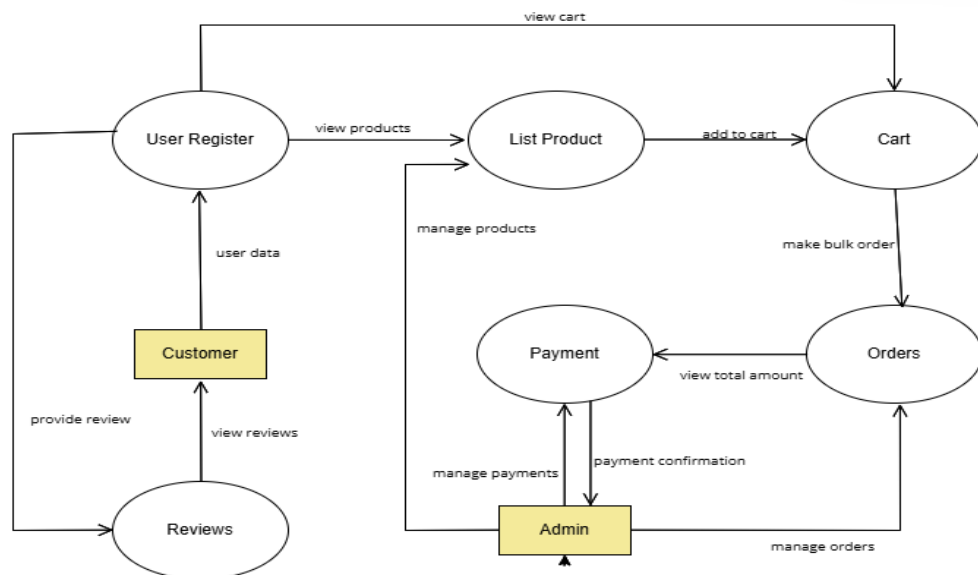 view cart
User Register
view products
List Product
add to cart
Cart
manage products
user data
make bulk order
Customer
Payment
view total amount
Orders
provide review
view reviews
manage payments
payment confirmation
Reviews
Admin
manage orders